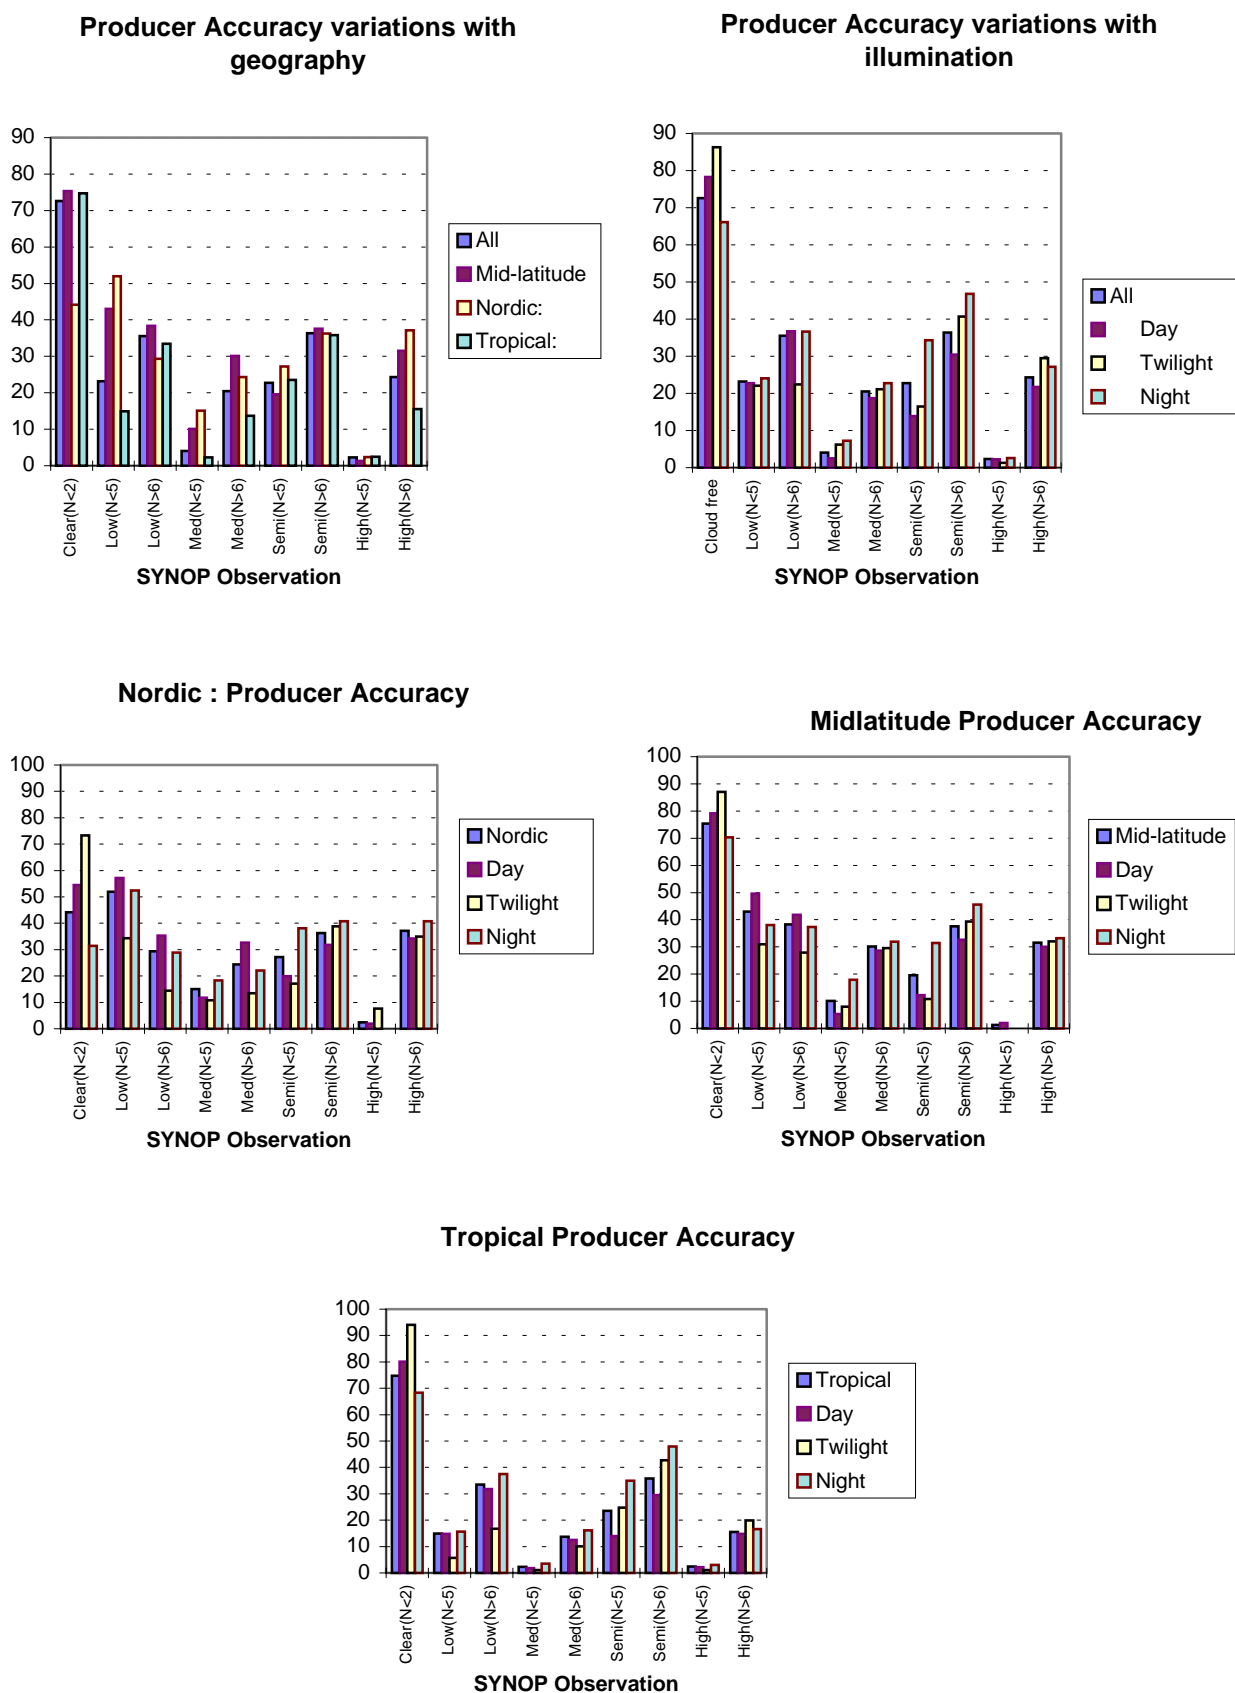 Producer Accuracy variations with
geography
90
80
70
60
50
40
30
20
10
0
Clear(N<2)
Low(N<5)
Low(N>6)
Med(N<5)
Med(N>6)
Semi(N<5)
Semi(N>6)
High(N<5)
High(N>6)
SYNOP Observation
All
Mid-latitude
Nordic:
Tropical:
Producer Accuracy variations with
illumination
90
80
70
60
50
40
30
20
10
0
Cloud free
Low(N<5)
Low(N>6)
Med(N<5)
Med(N>6)
Semi(N<5)
Semi(N>6)
High(N<5)
High(N>6)
SYNOP Observation
All
Day
Twilight
Night
Nordic : Producer Accuracy
100
90
80
70
60
50
40
30
20
10
0
Clear(N<2)
Low(N<5)
Low(N>6)
Med(N<5)
Med(N>6)
Semi(N<5)
Semi(N>6)
High(N<5)
High(N>6)
SYNOP Observation
Nordic
Day
Twilight
Night
Midlatitude Producer Accuracy
100
90
80
70
60
50
40
30
20
10
0
Clear(N<2)
Low(N<5)
Low(N>6)
Med(N<5)
Med(N>6)
Semi(N<5)
Semi(N>6)
High(N<5)
High(N>6)
SYNOP Observation
Mid-latitude
Day
Twilight
Night
Tropical Producer Accuracy
100
90
80
70
60
50
40
30
20
10
0
Clear(N<2)
Low(N<5)
Low(N>6)
Med(N<5)
Med(N>6)
Semi(N<5)
Semi(N>6)
High(N<5)
High(N>6)
SYNOP Observation
Tropical
Day
Twilight
Night